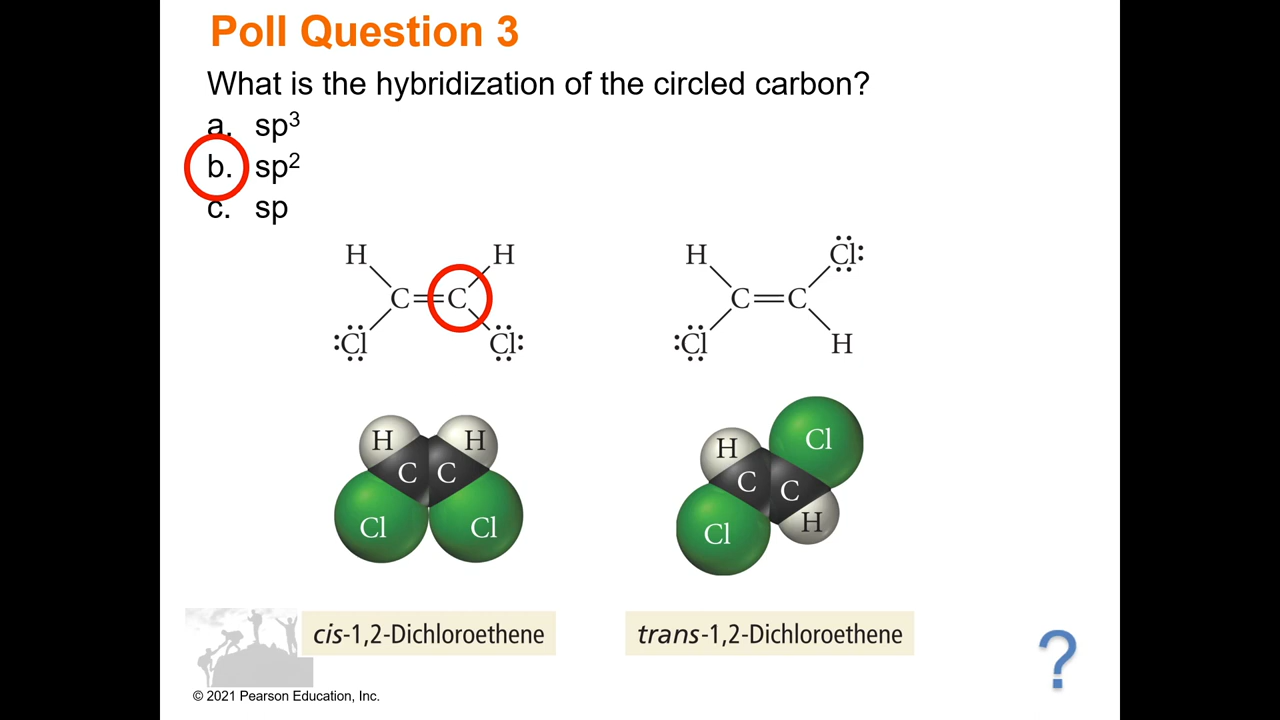 Poll Question 3
What is the hybridization of the circled carbon?
a. sp³
b. sp²
c. sp
H H
C=C
:Cl Cl:
H Cl:
C=C
:Cl H
H H
C C
Cl Cl
H Cl
C C
Cl H
cis-1,2-Dichloroethene
trans-1,2-Dichloroethene
?
© 2021 Pearson Education, Inc.